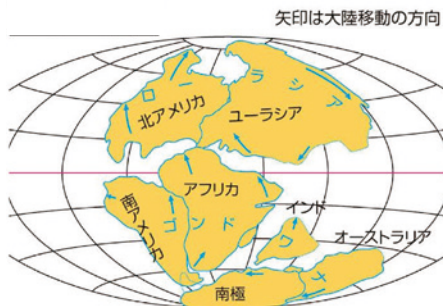 矢印は大陸移動の方向
ローラシア
北アメリカ
ユーラシア
アフリカ
南アメリカ
ゴンドワナ
インド
オーストラリア
南極